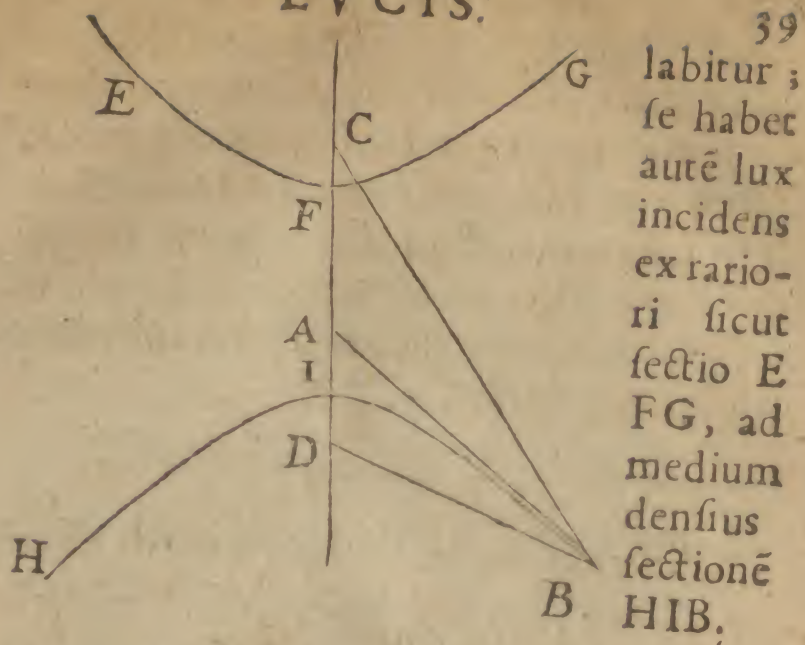 LVCIS.
39
labitur ;
ſe habet
autē lux
incidens
ex rario-
ri ſicut
ſectio E
FG, ad
medium
denſius
ſectionē
HIB.
E
G
C
F
A
I
D
H
B